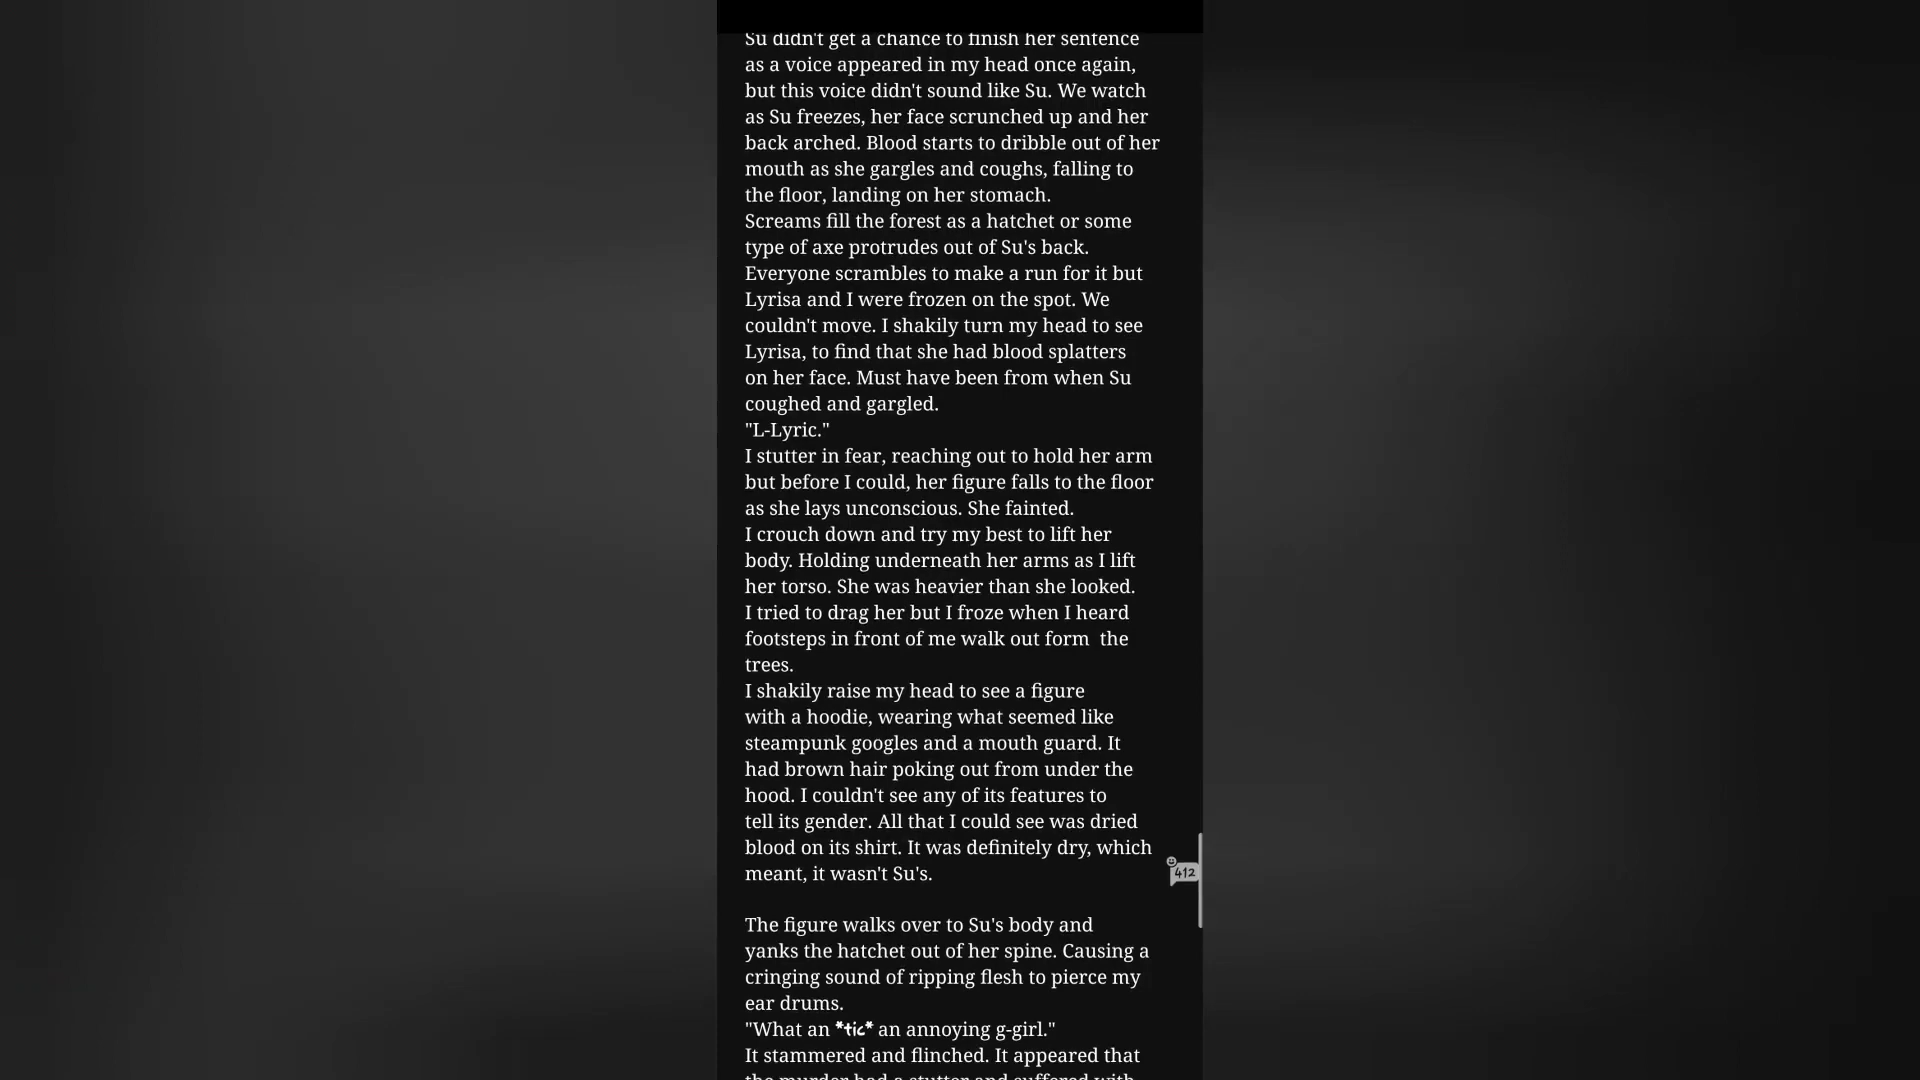 Su didn't get a chance to finish her sentence
as a voice appeared in my head once again,
but this voice didn't sound like Su. We watch
as Su freezes, her face scrunched up and her
back arched. Blood starts to dribble out of her
mouth as she gargles and coughs, falling to
the floor, landing on her stomach.
Screams fill the forest as a hatchet or some
type of axe protrudes out of Su's back.
Everyone scrambles to make a run for it but
Lyrisa and I were frozen on the spot. We
couldn't move. I shakily turn my head to see
Lyrisa, to find that she had blood splatters
on her face. Must have been from when Su
coughed and gargled.
"L-Lyric."
I stutter in fear, reaching out to hold her arm
but before I could, her figure falls to the floor
as she lays unconscious. She fainted.
I crouch down and try my best to lift her
body. Holding underneath her arms as I lift
her torso. She was heavier than she looked.
I tried to drag her but I froze when I heard
footsteps in front of me walk out form  the
trees.
I shakily raise my head to see a figure
with a hoodie, wearing what seemed like
steampunk googles and a mouth guard. It
had brown hair poking out from under the
hood. I couldn't see any of its features to
tell its gender. All that I could see was dried
blood on its shirt. It was definitely dry, which
meant, it wasn't Su's.
412
The figure walks over to Su's body and
yanks the hatchet out of her spine. Causing a
cringing sound of ripping flesh to pierce my
ear drums.
"What an *tic* an annoying g-girl."
It stammered and flinched. It appeared that
the murder had a stutter and suffered with